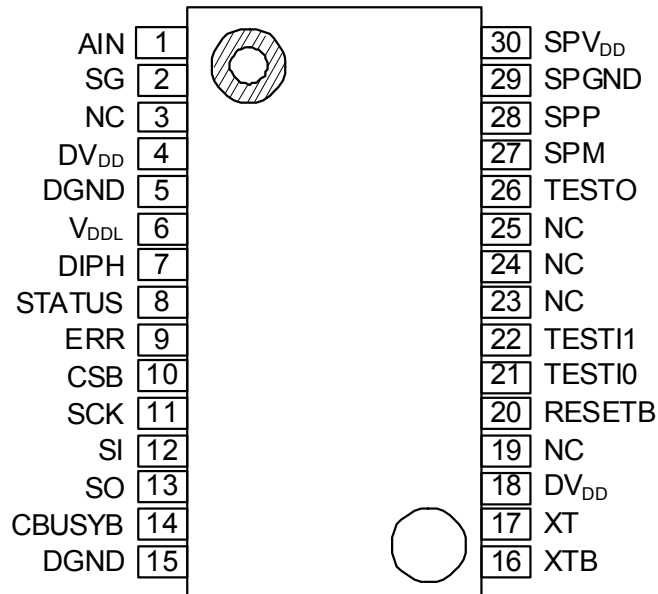 AIN 1 30 SPVDD
SG 2 29 SPGND
NC 3 28 SPP
DVDD 4 27 SPM
DGND 5 26 TESTO
VDDL 6 25 NC
DIPH 7 24 NC
STATUS 8 23 NC
ERR 9 22 TESTI1
CSB 10 21 TESTI0
SCK 11 20 RESETB
SI 12 19 NC
SO 13 18 DVDD
CBUSYB 14 17 XT
DGND 15 16 XTB